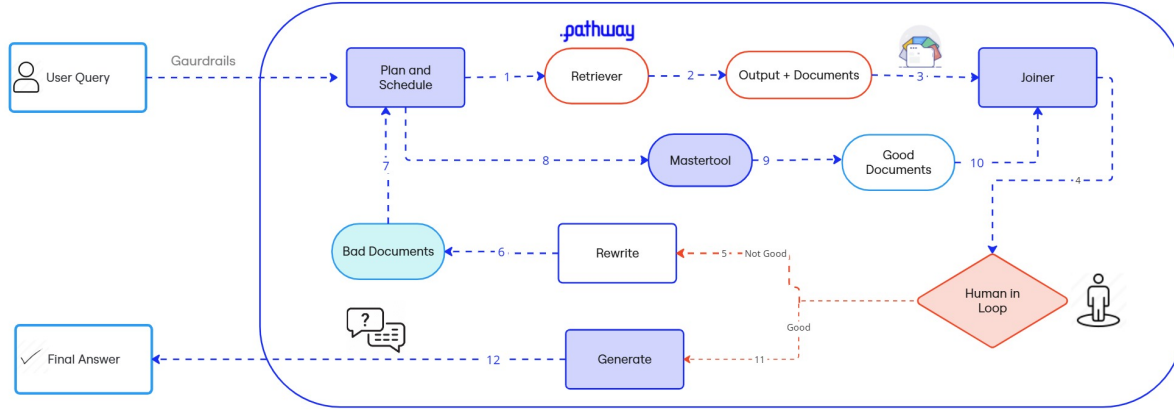 .:pathway
User Query
Gaurdrails
Plan and
Schedule
1
Retriever
2
Output + Documents
3
Joiner
8
Mastertool
9
Good
Documents
10
4
7
Bad Documents
6
Rewrite
5
Not Good
Human in
Loop
Good
?
Final Answer
12
Generate
11